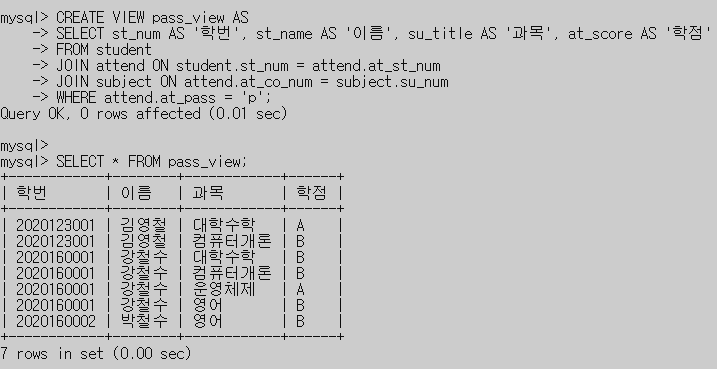 mysql> CREATE VIEW pass_view AS
    -> SELECT st_num AS '학번', st_name AS '이름', su_title AS '과목', at_score AS '학점'
    -> FROM student
    -> JOIN attend ON student.st_num = attend.at_st_num
    -> JOIN subject ON attend.at_co_num = subject.su_num
    -> WHERE attend.at_pass = 'p';
Query OK, 0 rows affected (0.01 sec)
mysql>
mysql> SELECT * FROM pass_view;
+------------+--------+------------+------+
| 학번       | 이름   | 과목       | 학점 |
+------------+--------+------------+------+
| 2020123001 | 김영철 | 대학수학   | A    |
| 2020123001 | 김영철 | 컴퓨터개론 | B    |
| 2020160001 | 강철수 | 대학수학   | B    |
| 2020160001 | 강철수 | 컴퓨터개론 | B    |
| 2020160001 | 강철수 | 운영체제   | A    |
| 2020160001 | 강철수 | 영어       | B    |
| 2020160002 | 박철수 | 영어       | B    |
+------------+--------+------------+------+
7 rows in set (0.00 sec)